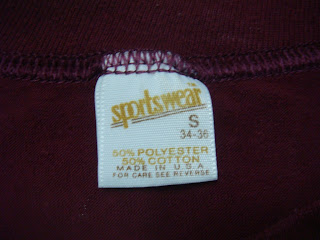 sportswear
S
34-36
50% POLYESTER
50% COTTON
MADE IN U.S.A.
FOR CARE SEE REVERSE